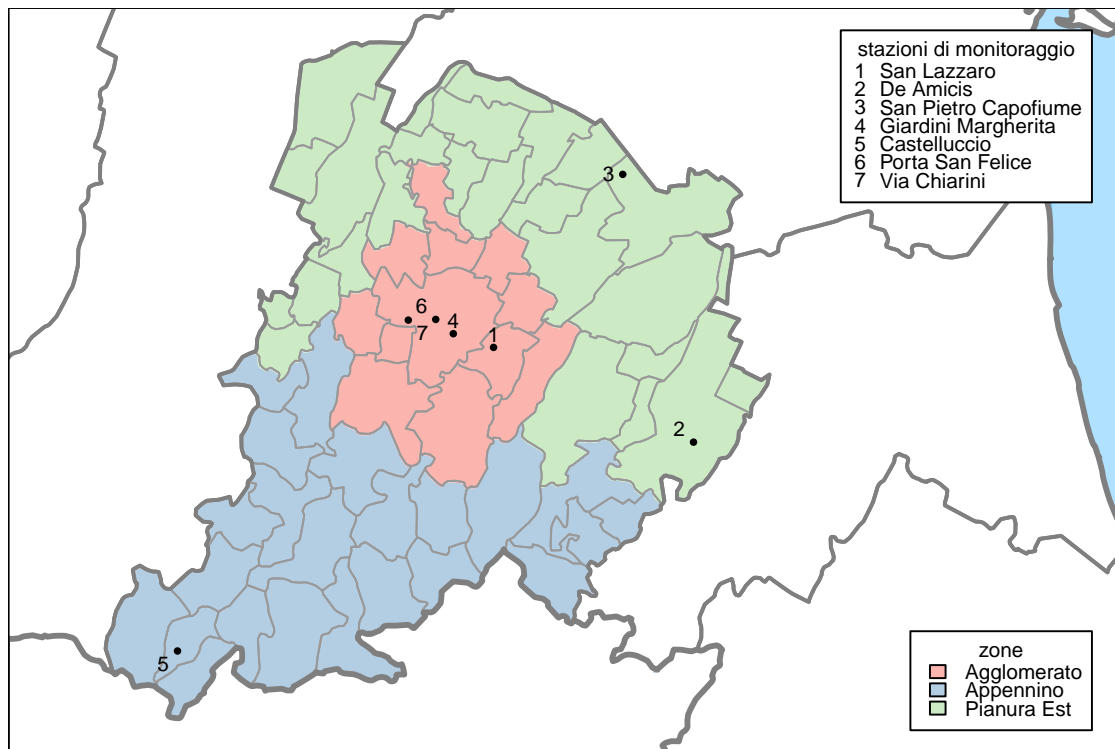 stazioni di monitoraggio
1 San Lazzaro
2 De Amicis
3 San Pietro Capofiume
4 Giardini Margherita
5 Castelluccio
6 Porta San Felice
7 Via Chiarini
3
6
7
4
1
2
5
zone
Agglomerato
Appennino
Pianura Est